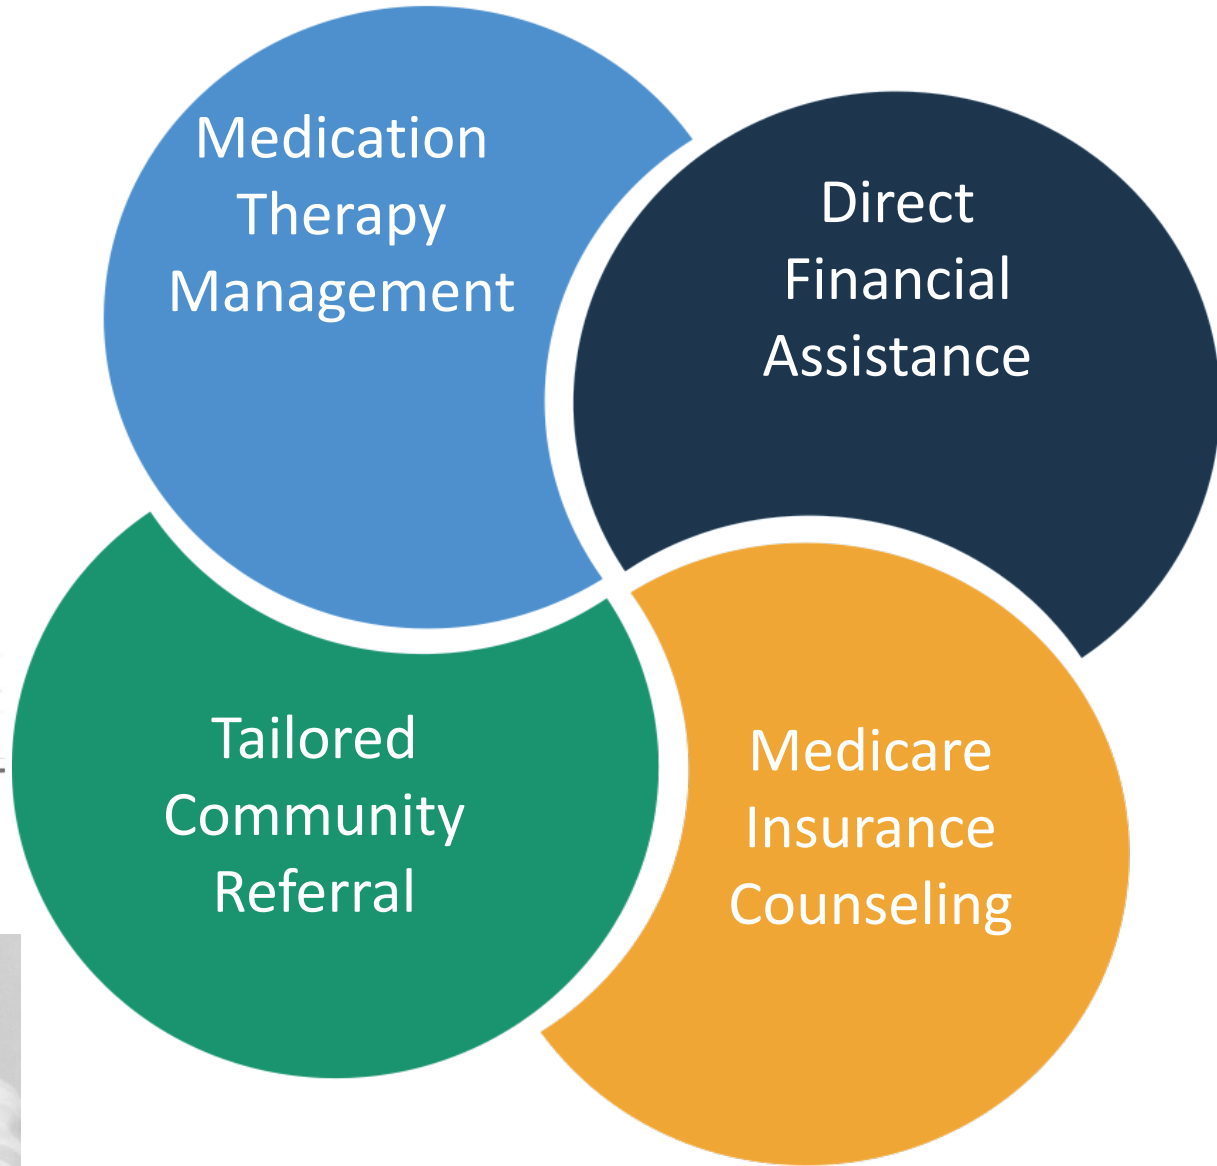 Medication
Therapy
Management
Direct
Financial
Assistance
Tailored
Community
Referral
Medicare
Insurance
Counseling